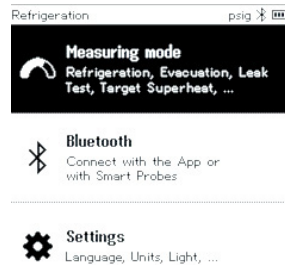 Refrigeration psig
Measuring mode
Refrigeration, Evacuation, Leak
Test, Target Superheat, ...
Bluetooth
Connect with the App or
with Smart Probes
Settings
Language, Units, Light, ...